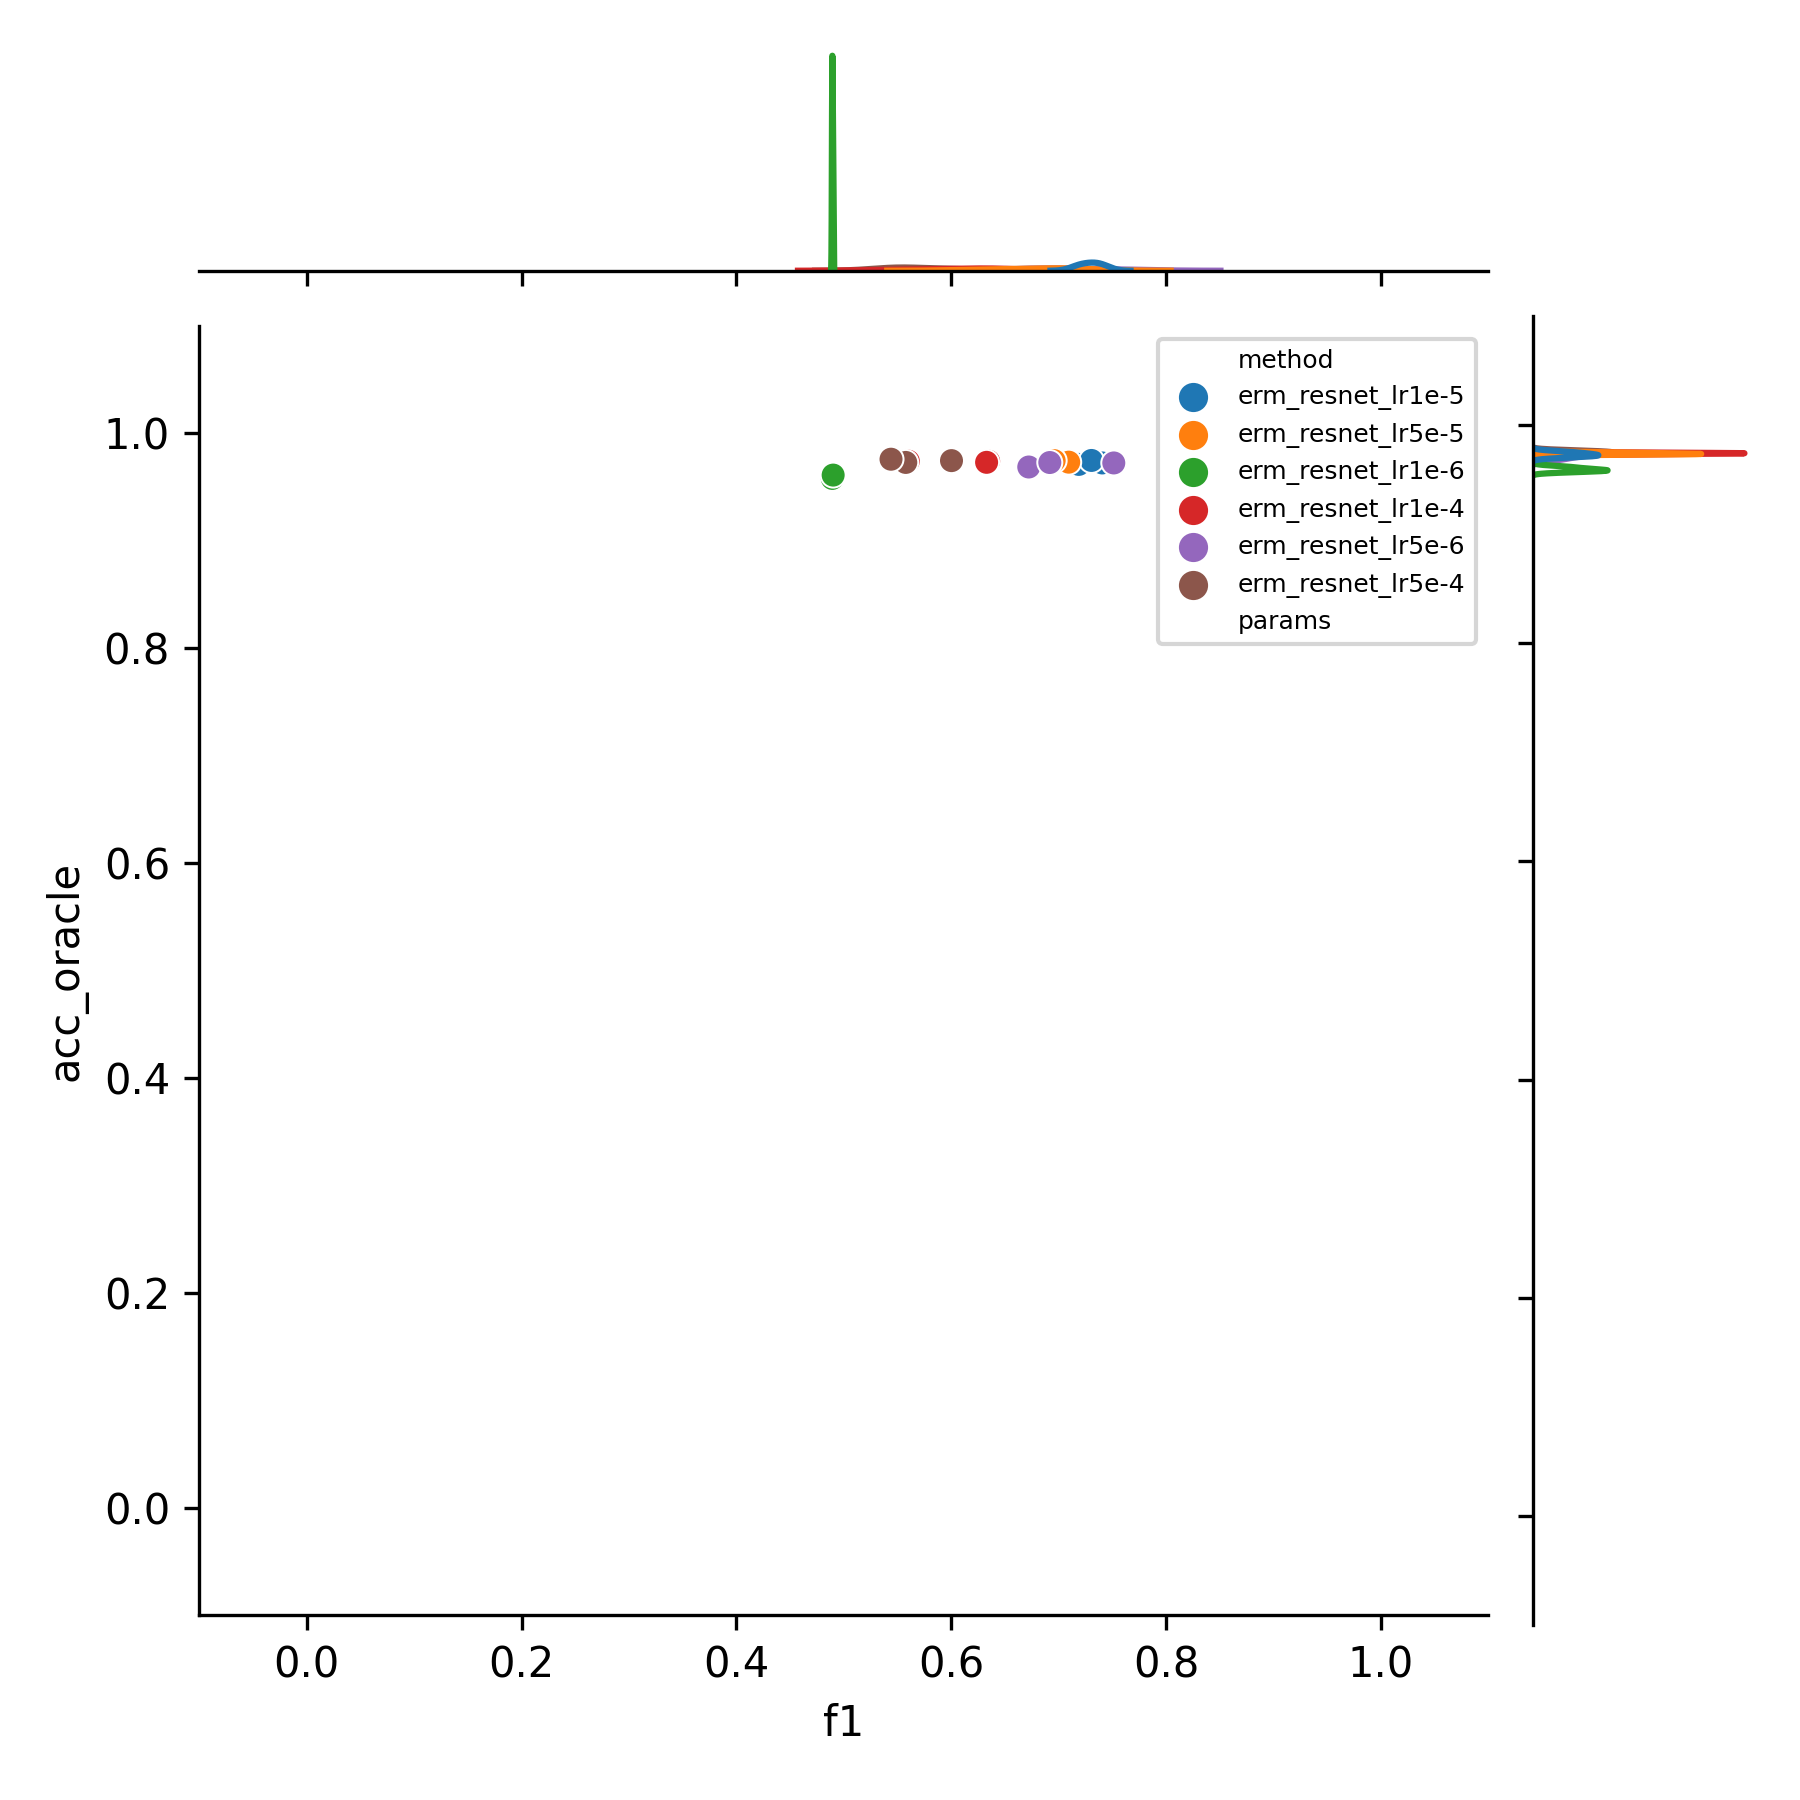 method
erm_resnet_lr1e-5
erm_resnet_lr5e-5
erm_resnet_lr1e-6
erm_resnet_lr1e-4
erm_resnet_lr5e-6
erm_resnet_lr5e-4
params
1.0
0.8
0.6
0.4
0.2
0.0
acc_oracle
0.0 0.2 0.4 0.6 0.8 1.0
f1